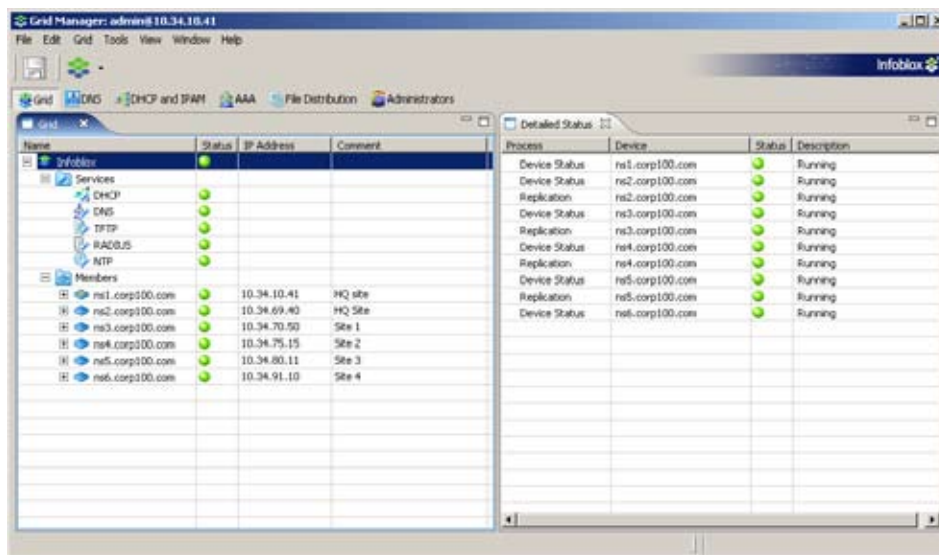 Grid Manager: admin@10.34.10.41
File Edit Grid Tools View Window Help
Infoblox
Grid DNS DHCP and IPAM AAA File Distribution Administrators
Grid
Name Status IP Address Comment
Infoblox
Services
DHCP
DNS
TFTP
RADIUS
NTP
Members
ns1.corp100.com 10.34.10.41 HQ site
ns2.corp100.com 10.34.69.40 HQ Site
ns3.corp100.com 10.34.70.50 Site 1
ns4.corp100.com 10.34.75.15 Site 2
ns5.corp100.com 10.34.80.11 Site 3
ns6.corp100.com 10.34.91.10 Site 4
Detailed Status
Process Device Status Description
Device Status ns1.corp100.com Running
Device Status ns2.corp100.com Running
Replication ns2.corp100.com Running
Device Status ns3.corp100.com Running
Replication ns3.corp100.com Running
Device Status ns4.corp100.com Running
Replication ns4.corp100.com Running
Device Status ns5.corp100.com Running
Replication ns5.corp100.com Running
Device Status ns6.corp100.com Running